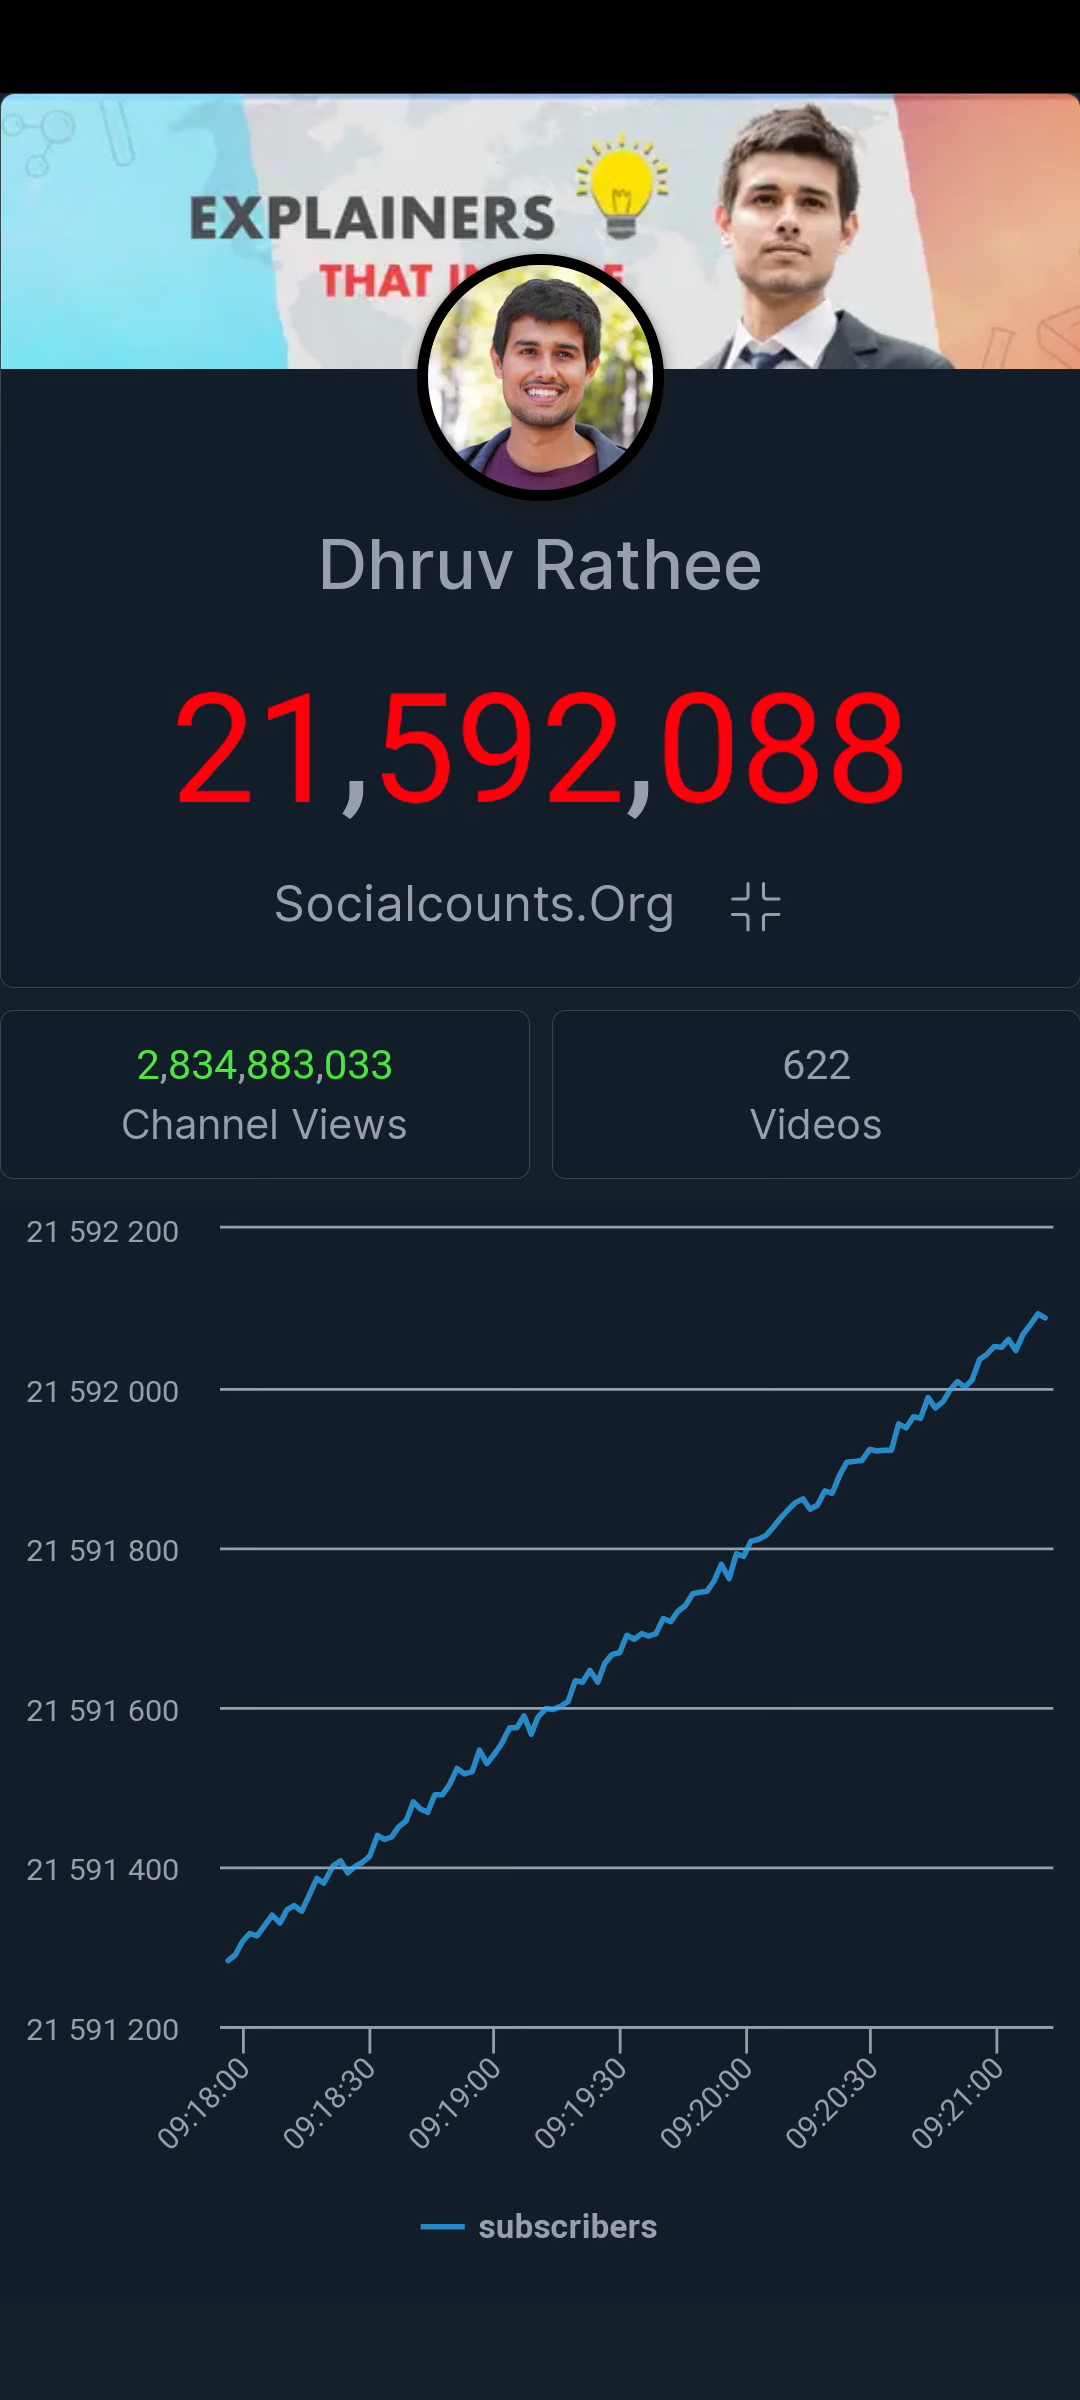 EXPLAINERS
THAT
Dhruv Rathee
21,592,088
Socialcounts.Org
2,834,883,033
Channel Views
622
Videos
21 592 200
21 592 000
21 591 800
21 591 600
21 591 400
21 591 200
09:18:00
09:18:30
09:19:00
09:19:30
09:20:00
09:20:30
09:21:00
subscribers